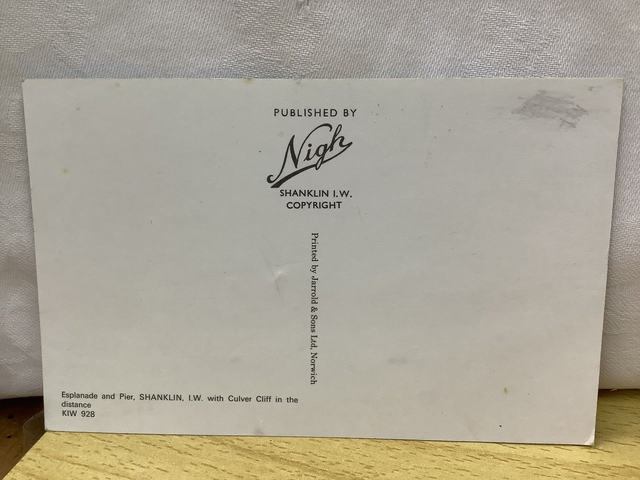 PUBLISHED BY
Nigh
SHANKLIN I.W.
COPYRIGHT
Printed by Jarrold & Sons Ltd, Norwich
Esplanade and Pier, SHANKLIN, I.W. with Culver Cliff in the
distance
KIW 928